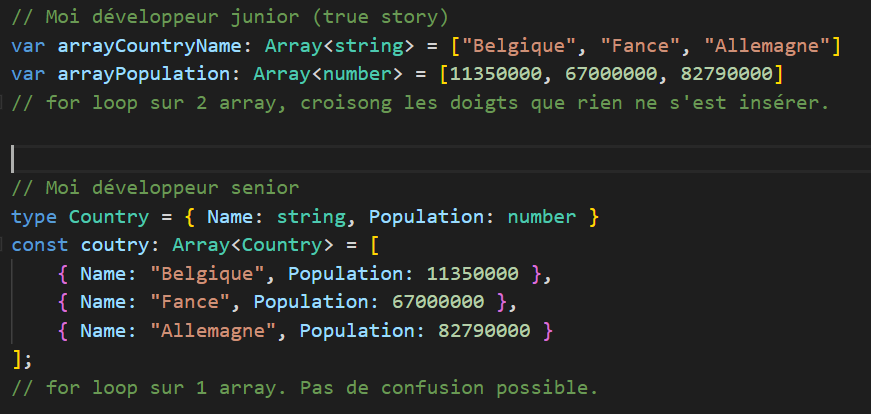 // Moi développeur junior (true story)
var arrayCountryName: Array<string> = ["Belgique", "Fance", "Allemagne"]
var arrayPopulation: Array<number> = [11350000, 67000000, 82790000]
// for loop sur 2 array, croisong les doigts que rien ne s'est insérer.
// Moi développeur senior
type Country = { Name: string, Population: number }
const coutry: Array<Country> = [
    { Name: "Belgique", Population: 11350000 },
    { Name: "Fance", Population: 67000000 },
    { Name: "Allemagne", Population: 82790000 }
];
// for loop sur 1 array. Pas de confusion possible.